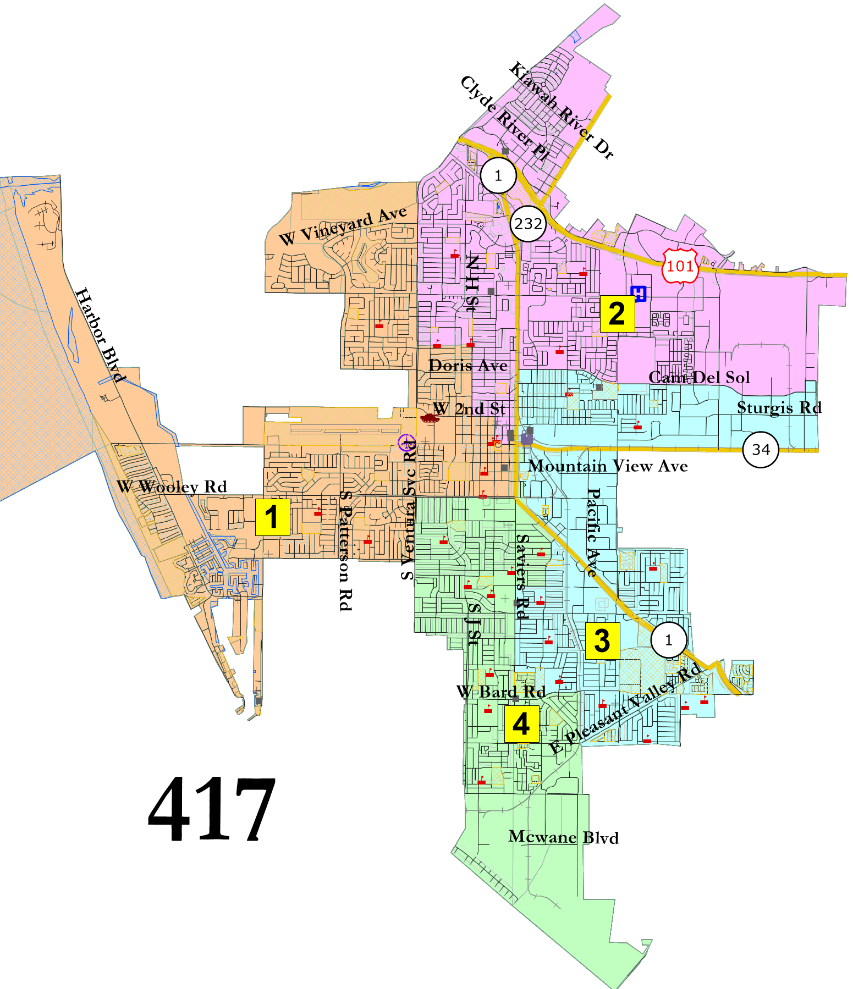 Kiawah River Dr
Clyde River Pl
1
232
W Vineyard Ave
101
N H St
H
2
Harbor Blvd
Doris Ave
Cam Del Sol
W 2nd St
Sturgis Rd
34
Mountain View Ave
W Wooley Rd
1
S Patterson Rd
S Ventura Svc Rd
Pacific Ave
Saviers Rd
S J St
3
1
W Bard Rd
E Pleasant Valley Rd
4
417
Mcwane Blvd